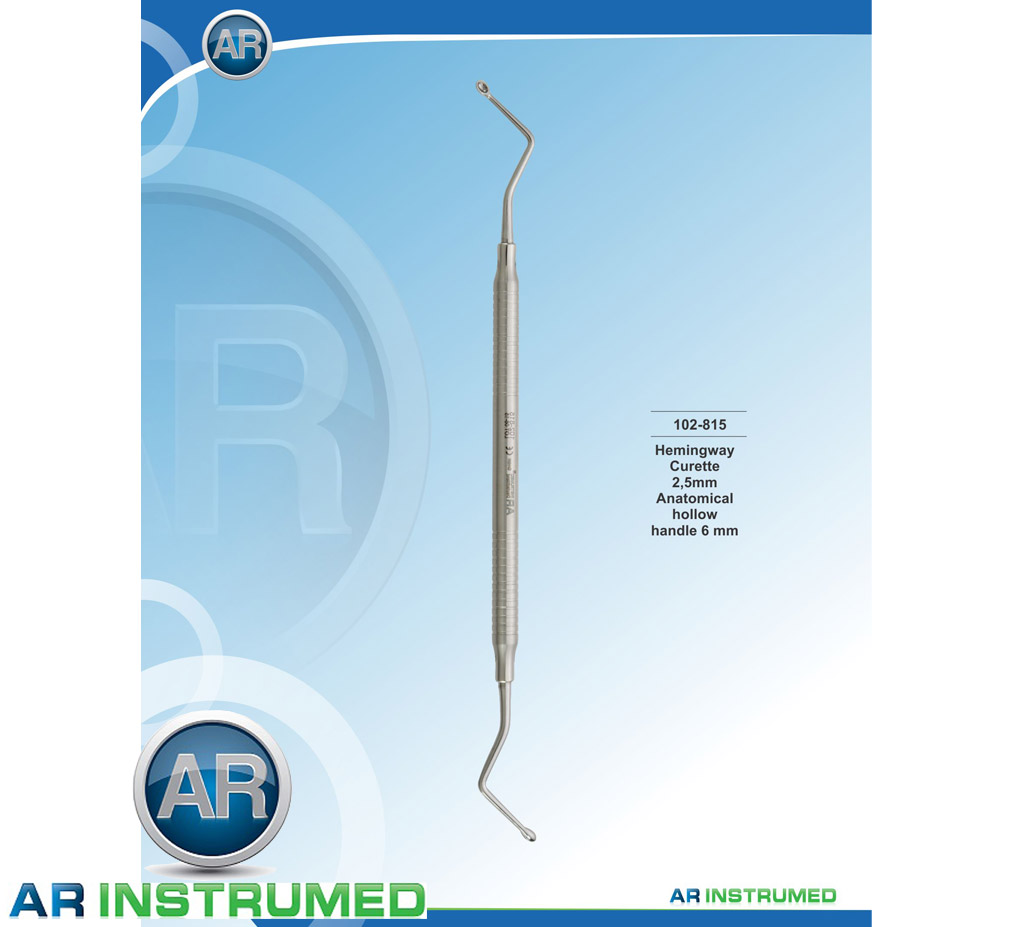 AR
102-815
Hemingway
Curette
2,5mm
Anatomical
hollow
handle 6 mm
AR
AR INSTRUMED
AR INSTRUMED